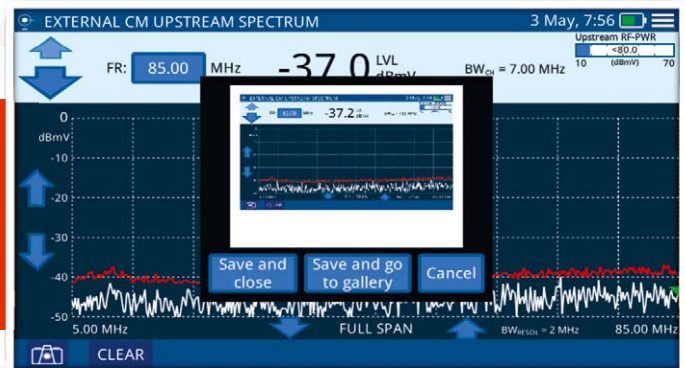 EXTERNAL CM UPSTREAM SPECTRUM 3 May, 7:56
Upstream RF-PWR
<80.0
10 (dBmV) 70
FR: 85.00 MHz -37.0 LVL
dBmV
BWCH = 7.00 MHz
-37.2
0
dBmV
-10
-20
-30
-40
-50
Save and close
Save and go to gallery
Cancel
5.00 MHz FULL SPAN BWRESOL = 2 MHz 85.00 MHz
CLEAR